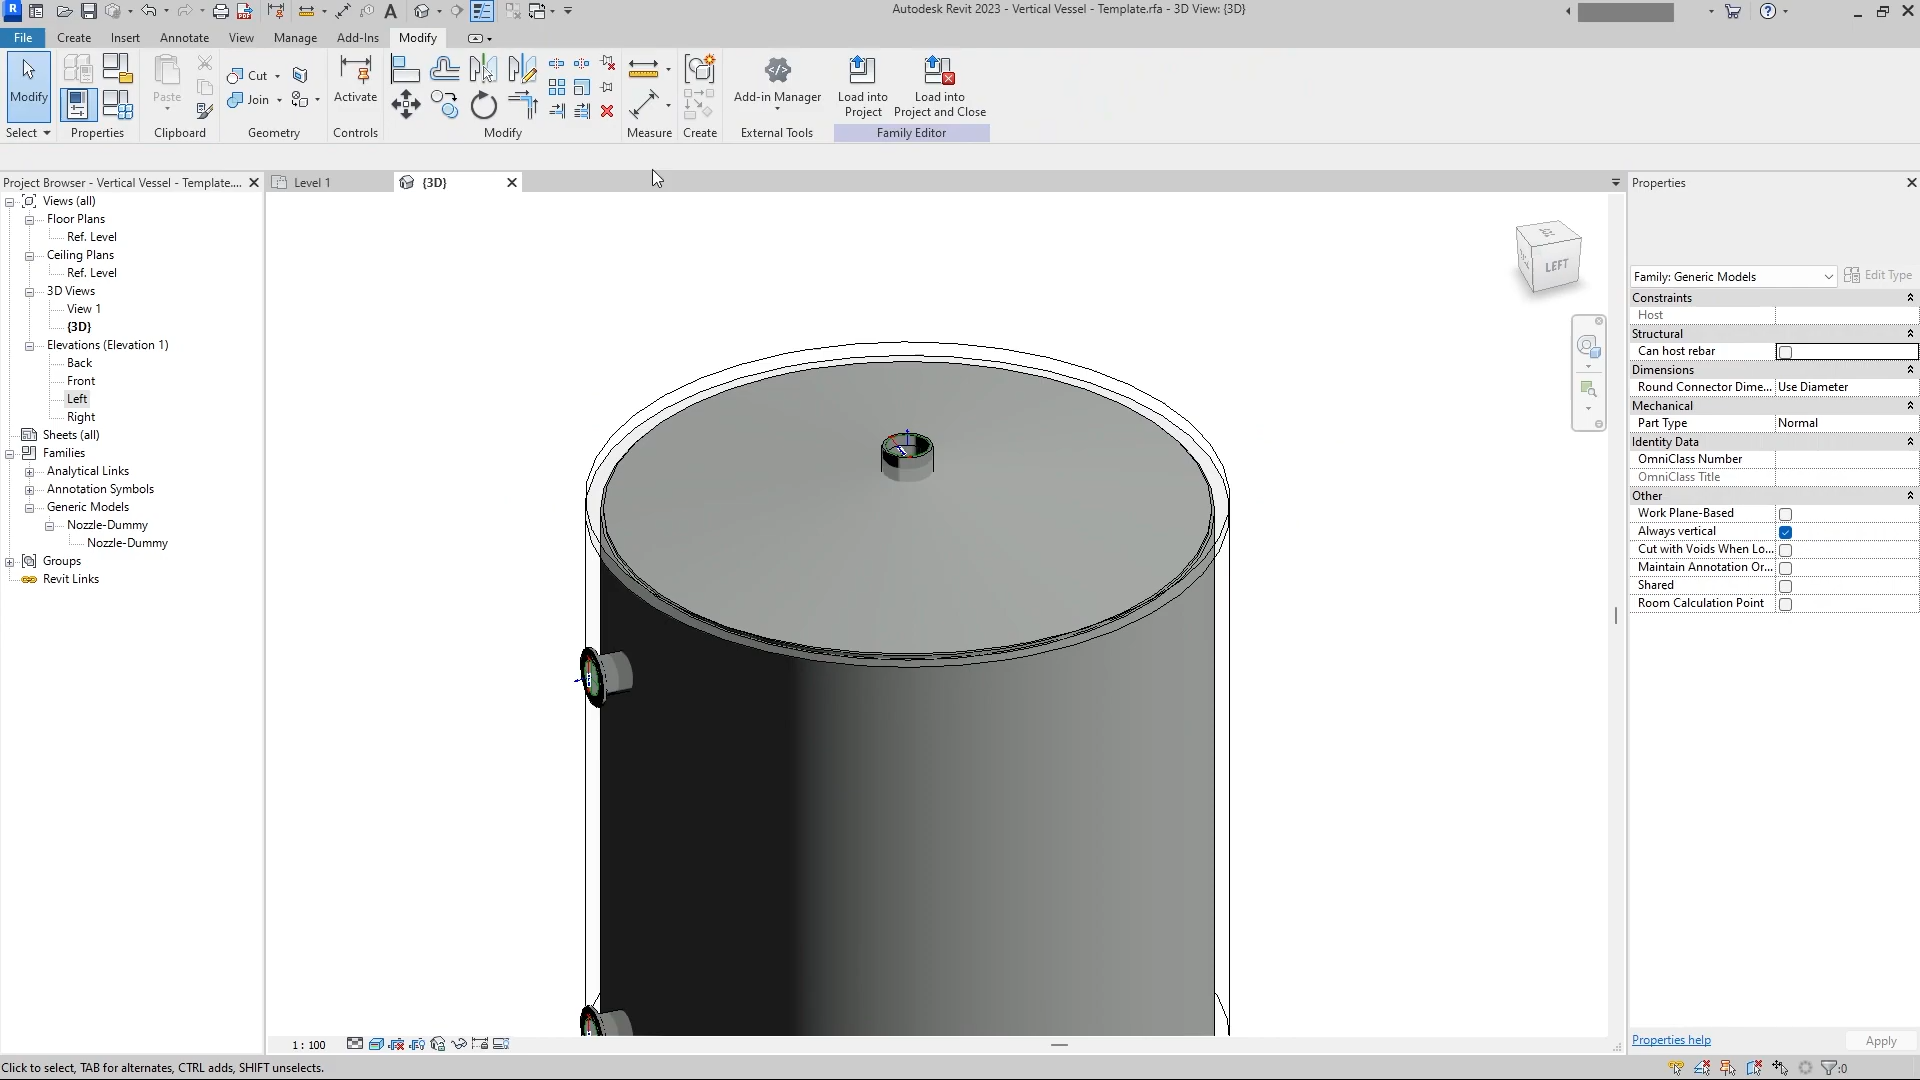 Autodesk Revit 2023 - Vertical Vessel - Template.rfa - 3D View: {3D}
File Create Insert Annotate View Manage Add-Ins Modify
Modify
Paste
Cut
Join
Activate
Add-in Manager
Load into
Project
Load into
Project and Close
Select Properties Clipboard Geometry Controls Modify Measure Create External Tools Family Editor
Project Browser - Vertical Vessel - Template....
Level 1
{3D}
Properties
Views (all)
Floor Plans
Ref. Level
Ceiling Plans
Ref. Level
3D Views
View 1
{3D}
Elevations (Elevation 1)
Back
Front
Left
Right
Sheets (all)
Families
Analytical Links
Annotation Symbols
Generic Models
Nozzle-Dummy
Nozzle-Dummy
Groups
Revit Links
TOP
LEFT
Family: Generic Models
Edit Type
Constraints
Host
Structural
Can host rebar
Dimensions
Round Connector Dime... Use Diameter
Mechanical
Part Type Normal
Identity Data
OmniClass Number
OmniClass Title
Other
Work Plane-Based
Always vertical
Cut with Voids When Lo...
Maintain Annotation Or...
Shared
Room Calculation Point
Properties help
Apply
1 : 100
Click to select, TAB for alternates, CTRL adds, SHIFT unselects.
:0